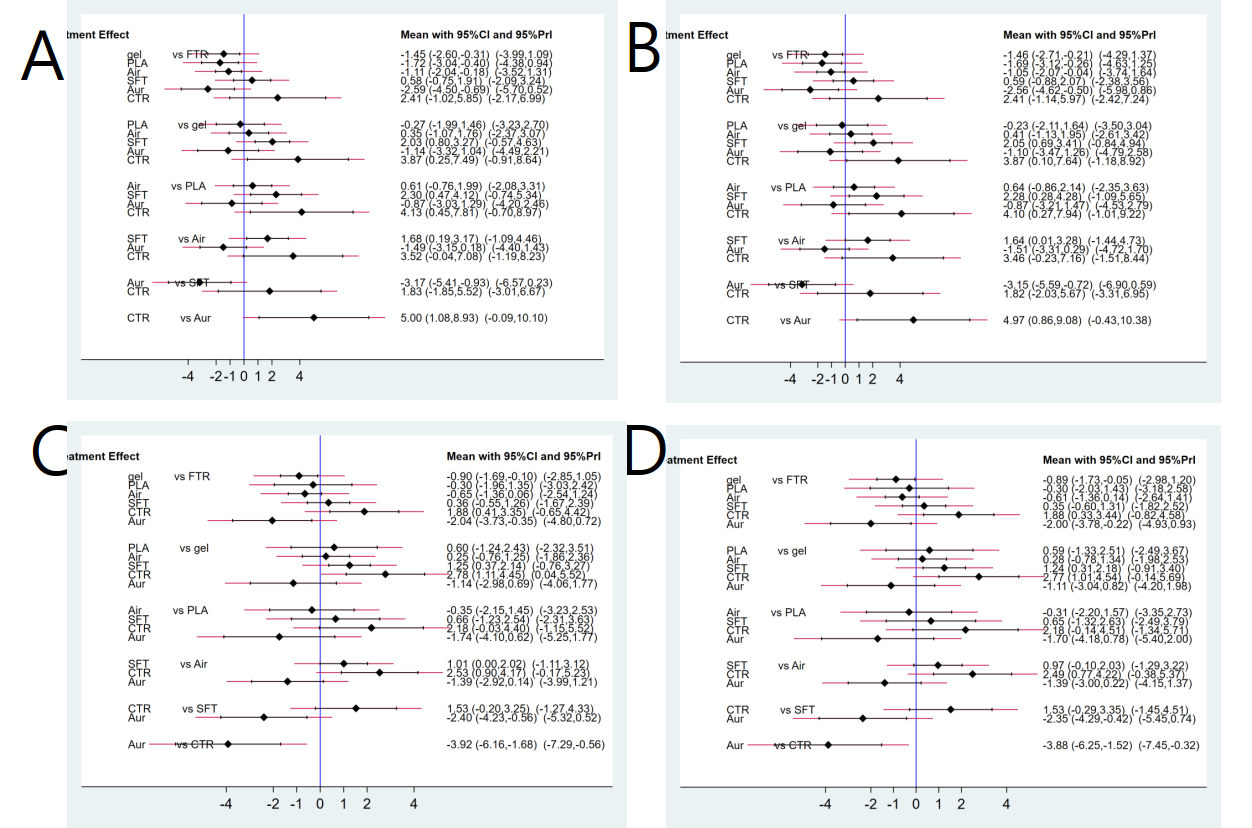 A
tment Effect Mean with 95%CI and 95%PrI
gel vs FTR -1.45 (-2.60,-0.31) (-3.99,1.09)
PLA -1.72 (-3.04,-0.40) (-4.38,0.94)
Air -1.11 (-2.04,-0.18) (-3.52,1.31)
SFT 0.58 (-0.75,1.91) (-2.09,3.24)
Aur -2.59 (-4.50,-0.69) (-5.70,0.52)
CTR 2.41 (-1.02,5.85) (-2.17,6.99)
PLA vs gel -0.27 (-1.99,1.46) (-3.23,2.70)
Air 0.35 (-1.07,1.76) (-2.37,3.07)
SFT 2.03 (0.80,3.27) (-0.57,4.63)
Aur -1.14 (-3.32,1.04) (-4.49,2.21)
CTR 3.87 (0.25,7.49) (-0.91,8.64)
Air vs PLA 0.61 (-0.76,1.99) (-2.08,3.31)
SFT 2.30 (0.47,4.12) (-0.74,5.34)
Aur -0.87 (-3.03,1.29) (-4.20,2.46)
CTR 4.13 (0.45,7.81) (-0.70,8.97)
SFT vs Air 1.68 (0.19,3.17) (-1.09,4.46)
Aur -1.49 (-3.15,0.18) (-4.40,1.43)
CTR 3.52 (-0.04,7.08) (-1.19,8.23)
Aur vs SFT -3.17 (-5.41,-0.93) (-6.57,0.23)
CTR 1.83 (-1.85,5.52) (-3.01,6.67)
CTR vs Aur 5.00 (1.08,8.93) (-0.09,10.10)
-4 -2 -1 0 1 2 4
B
tment Effect Mean with 95%CI and 95%PrI
gel vs FTR -1.46 (-2.71,-0.21) (-4.29,1.37)
PLA -1.69 (-3.12,-0.26) (-4.63,1.25)
Air -1.05 (-2.07,-0.04) (-3.74,1.64)
SFT 0.59 (-0.88,2.07) (-2.38,3.56)
Aur -2.56 (-4.62,-0.50) (-5.98,0.86)
CTR 2.41 (-1.14,5.97) (-2.42,7.24)
PLA vs gel -0.23 (-2.11,1.64) (-3.50,3.04)
Air 0.41 (-1.13,1.95) (-2.61,3.42)
SFT 2.05 (0.69,3.41) (-0.84,4.94)
Aur -1.10 (-3.47,1.26) (-4.79,2.58)
CTR 3.87 (0.10,7.64) (-1.18,8.92)
Air vs PLA 0.64 (-0.86,2.14) (-2.35,3.63)
SFT 2.28 (0.28,4.28) (-1.09,5.65)
Aur -0.87 (-3.21,1.47) (-4.53,2.79)
CTR 4.10 (0.27,7.94) (-1.01,9.22)
SFT vs Air 1.64 (0.01,3.28) (-1.44,4.73)
Aur -1.51 (-3.31,0.29) (-4.72,1.70)
CTR 3.46 (-0.23,7.16) (-1.51,8.44)
Aur vs SFT -3.15 (-5.59,-0.72) (-6.90,0.59)
CTR 1.82 (-2.03,5.67) (-3.31,6.95)
CTR vs Aur 4.97 (0.86,9.08) (-0.43,10.38)
-4 -2 -1 0 1 2 4
C
eatment Effect Mean with 95%CI and 95%PrI
gel vs FTR -0.90 (-1.69,-0.10) (-2.85,1.05)
PLA -0.30 (-1.96,1.35) (-3.03,2.42)
Air -0.65 (-1.36,0.06) (-2.54,1.24)
SFT 0.36 (-0.55,1.26) (-1.67,2.39)
CTR 1.88 (0.41,3.35) (-0.65,4.42)
Aur -2.04 (-3.73,-0.35) (-4.80,0.72)
PLA vs gel 0.60 (-1.24,2.43) (-2.32,3.51)
Air 0.25 (-0.76,1.25) (-1.86,2.36)
SFT 1.25 (0.37,2.14) (-0.76,3.27)
CTR 2.78 (1.11,4.45) (0.04,5.52)
Aur -1.14 (-2.98,0.69) (-4.06,1.77)
Air vs PLA -0.35 (-2.15,1.45) (-3.23,2.53)
SFT 0.66 (-1.23,2.54) (-2.31,3.63)
CTR 2.18 (-0.03,4.40) (-1.15,5.52)
Aur -1.74 (-4.10,0.62) (-5.25,1.77)
SFT vs Air 1.01 (0.00,2.02) (-1.11,3.12)
CTR 2.53 (0.90,4.17) (-0.17,5.23)
Aur -1.39 (-2.92,0.14) (-3.99,1.21)
CTR vs SFT 1.53 (-0.20,3.25) (-1.27,4.33)
Aur -2.40 (-4.23,-0.56) (-5.32,0.52)
Aur vs CTR -3.92 (-6.16,-1.68) (-7.29,-0.56)
-4 -2 -1 0 1 2 4
D
atment Effect Mean with 95%CI and 95%PrI
gel vs FTR -0.89 (-1.73,-0.05) (-2.98,1.20)
PLA -0.30 (-2.03,1.43) (-3.18,2.58)
Air -0.61 (-1.36,0.14) (-2.64,1.41)
SFT 0.35 (-0.60,1.31) (-1.82,2.52)
CTR 1.88 (0.33,3.44) (-0.82,4.58)
Aur -2.00 (-3.78,-0.22) (-4.93,0.93)
PLA vs gel 0.59 (-1.33,2.51) (-2.49,3.67)
Air 0.28 (-0.78,1.34) (-1.98,2.53)
SFT 1.24 (0.31,2.18) (-0.91,3.40)
CTR 2.77 (1.01,4.54) (-0.14,5.69)
Aur -1.11 (-3.04,0.82) (-4.20,1.98)
Air vs PLA -0.31 (-2.20,1.57) (-3.35,2.73)
SFT 0.65 (-1.32,2.63) (-2.49,3.79)
CTR 2.18 (-0.14,4.51) (-1.34,5.71)
Aur -1.70 (-4.18,0.78) (-5.40,2.00)
SFT vs Air 0.97 (-0.10,2.03) (-1.29,3.22)
CTR 2.49 (0.77,4.22) (-0.38,5.37)
Aur -1.39 (-3.00,0.22) (-4.15,1.37)
CTR vs SFT 1.53 (-0.29,3.35) (-1.45,4.51)
Aur -2.35 (-4.29,-0.42) (-5.45,0.74)
Aur vs CTR -3.88 (-6.25,-1.52) (-7.45,-0.32)
-4 -2 -1 0 1 2 4